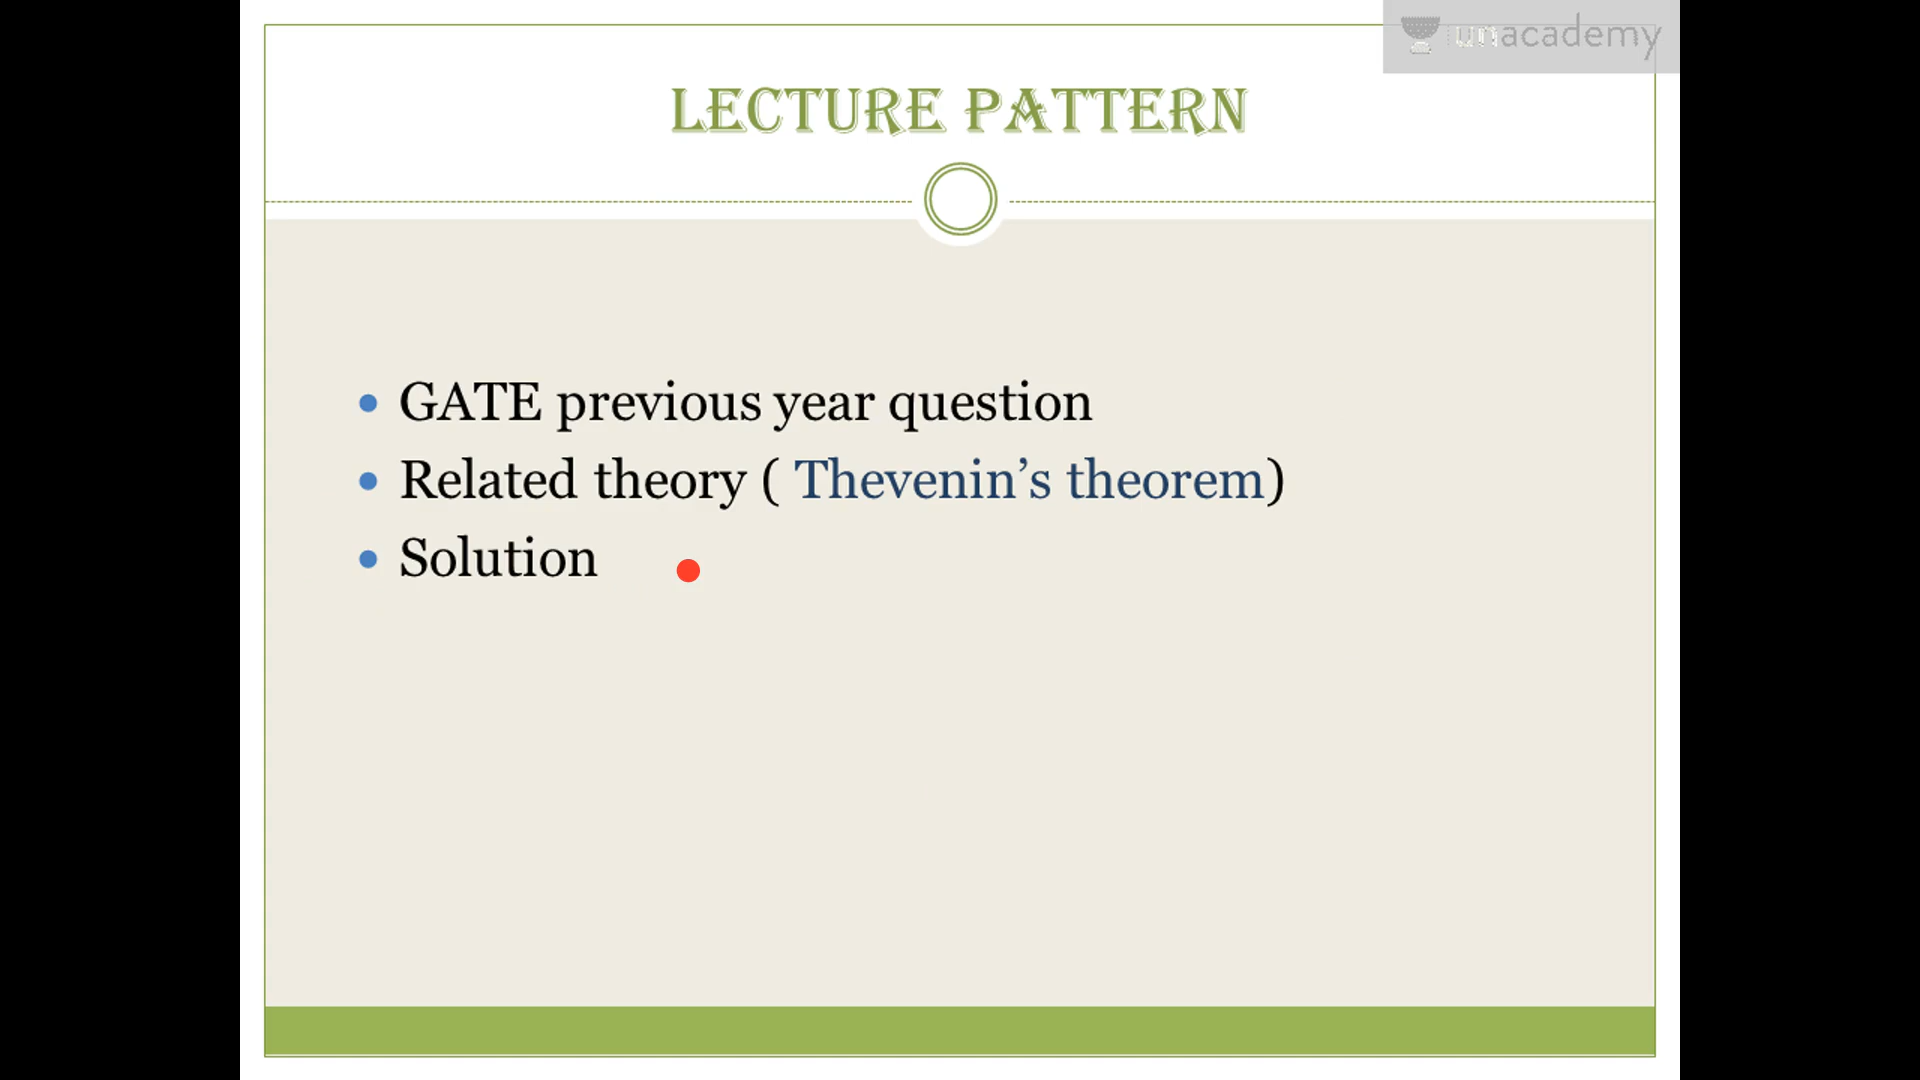 unacademy
LECTURE PATTERN
GATE previous year question
Related theory ( Thevenin’s theorem)
Solution